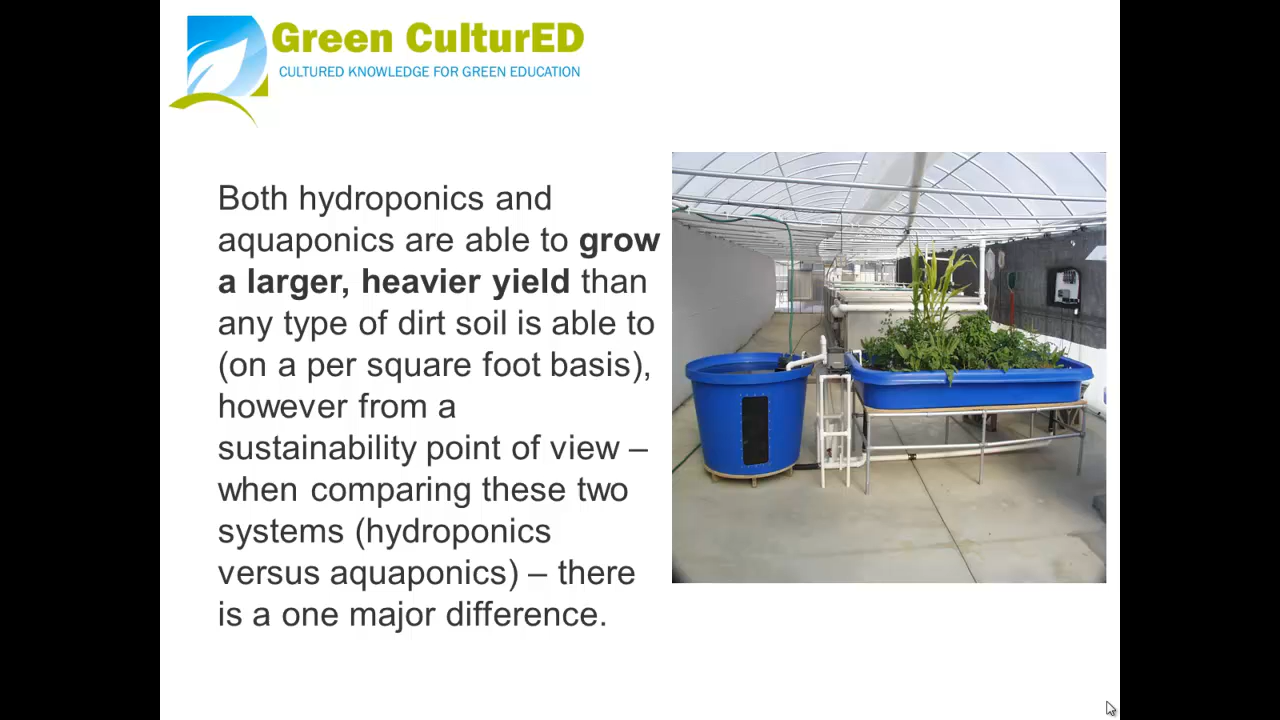 Green CulturED
CULTURED KNOWLEDGE FOR GREEN EDUCATION
Both hydroponics and
aquaponics are able to grow
a larger, heavier yield than
any type of dirt soil is able to
(on a per square foot basis),
however from a
sustainability point of view –
when comparing these two
systems (hydroponics
versus aquaponics) – there
is a one major difference.